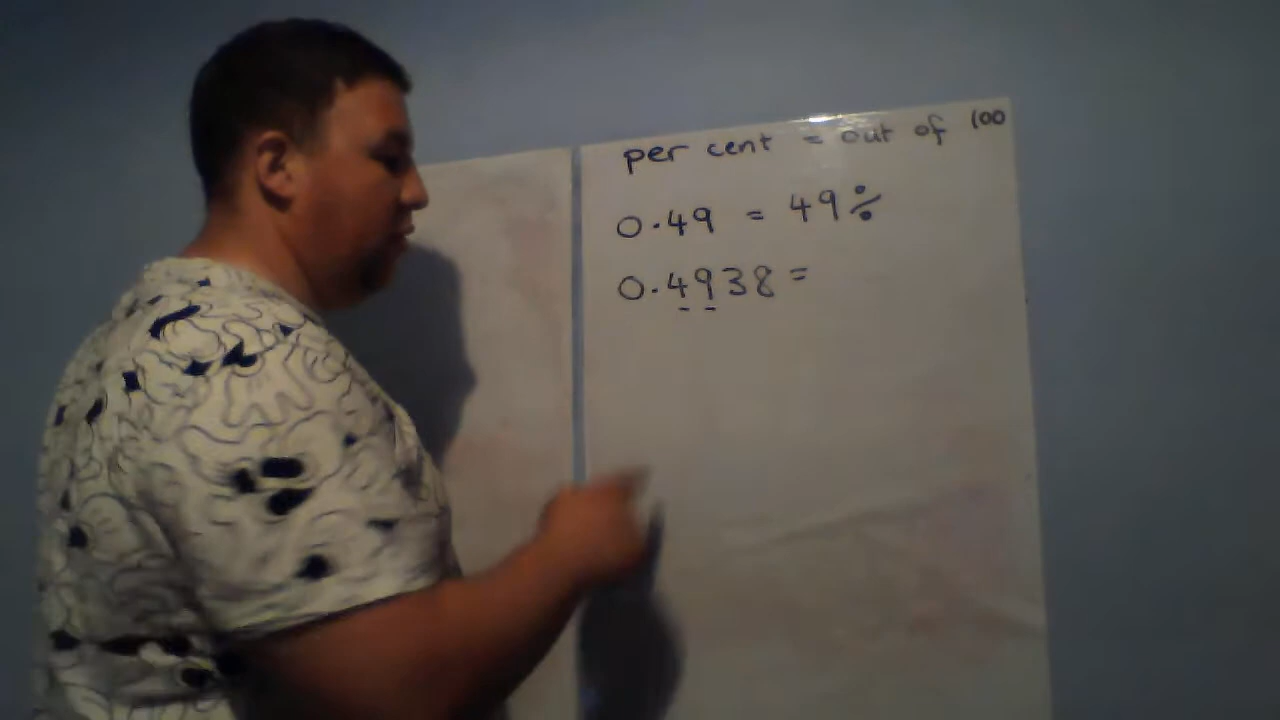 per cent = out of 100
0.49 = 49%
0.4938 =